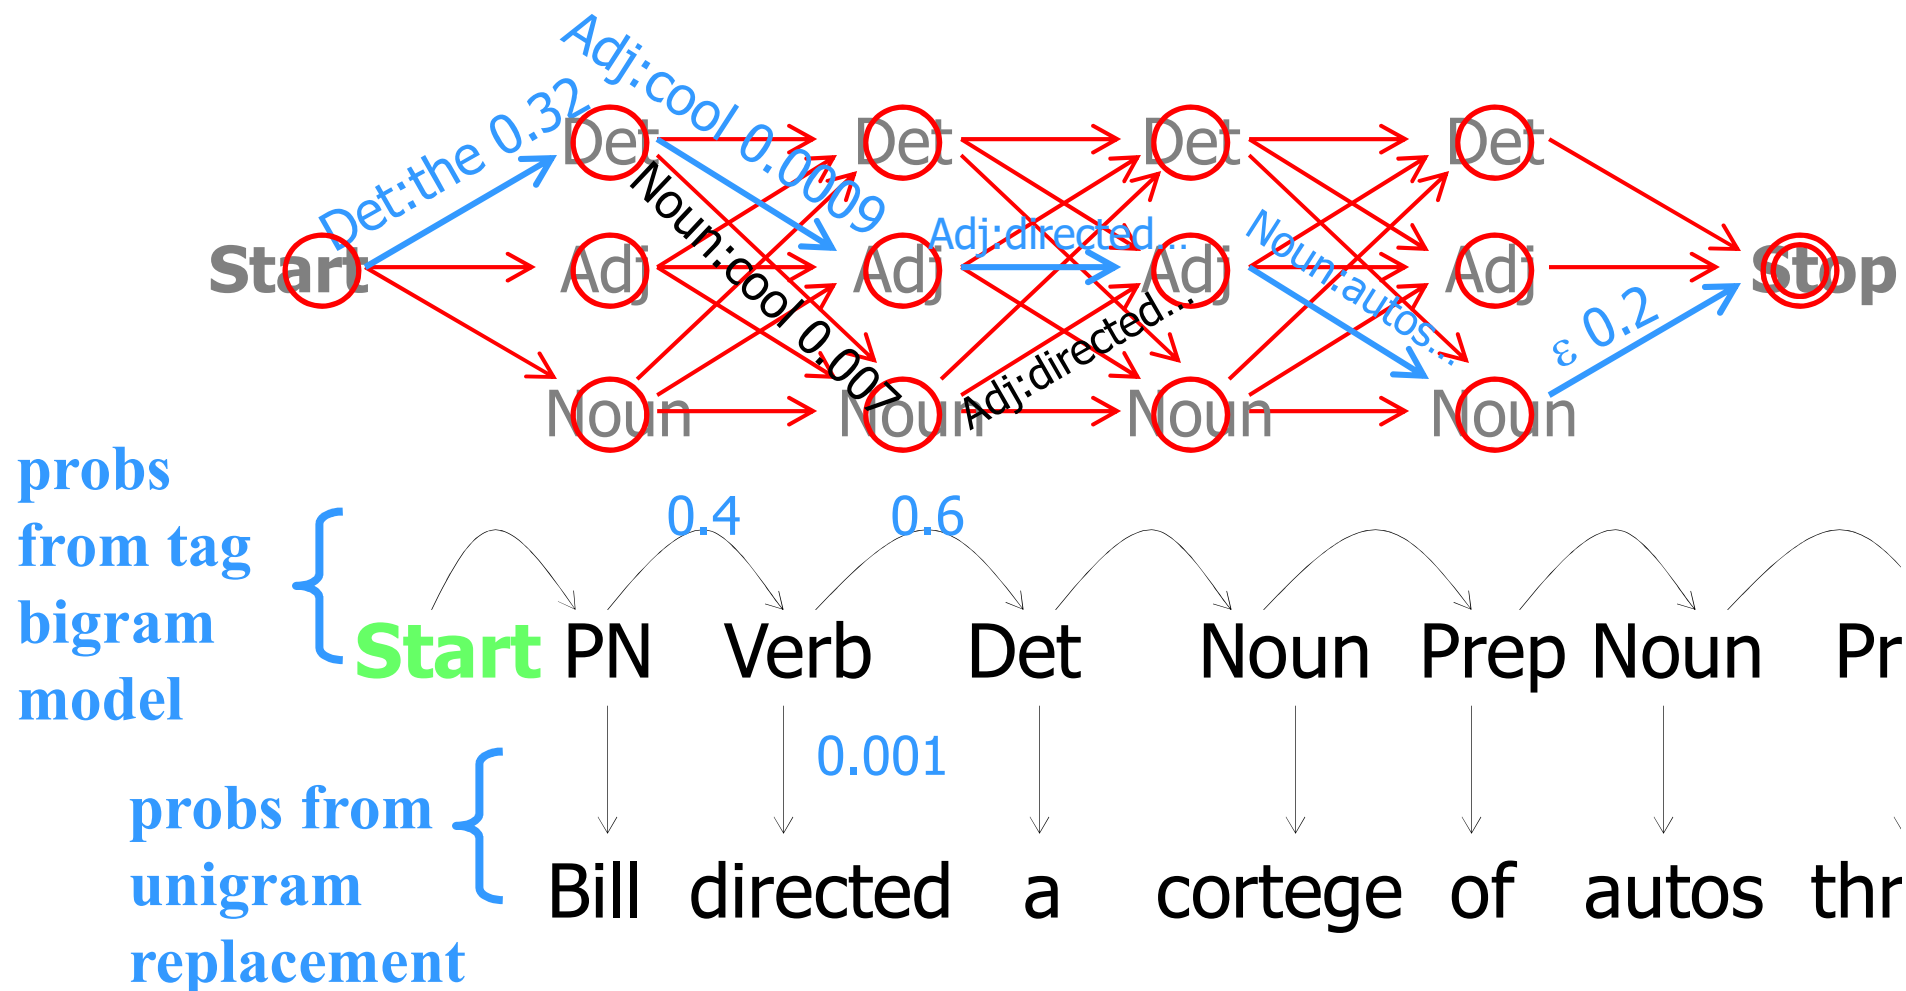 Det:the 0.32
Adj:cool 0.0009
Noun:cool 0.007
Adj:directed…
Adj:directed…
Noun:autos…
ε 0.2
Det Det Det Det
Start Adj Adj Adj Adj Stop
Noun Noun Noun Noun
probs
from tag
bigram
model
0.4 0.6
Start PN Verb Det Noun Prep Noun Pr
0.001
probs from
unigram
replacement
Bill directed a cortege of autos thr